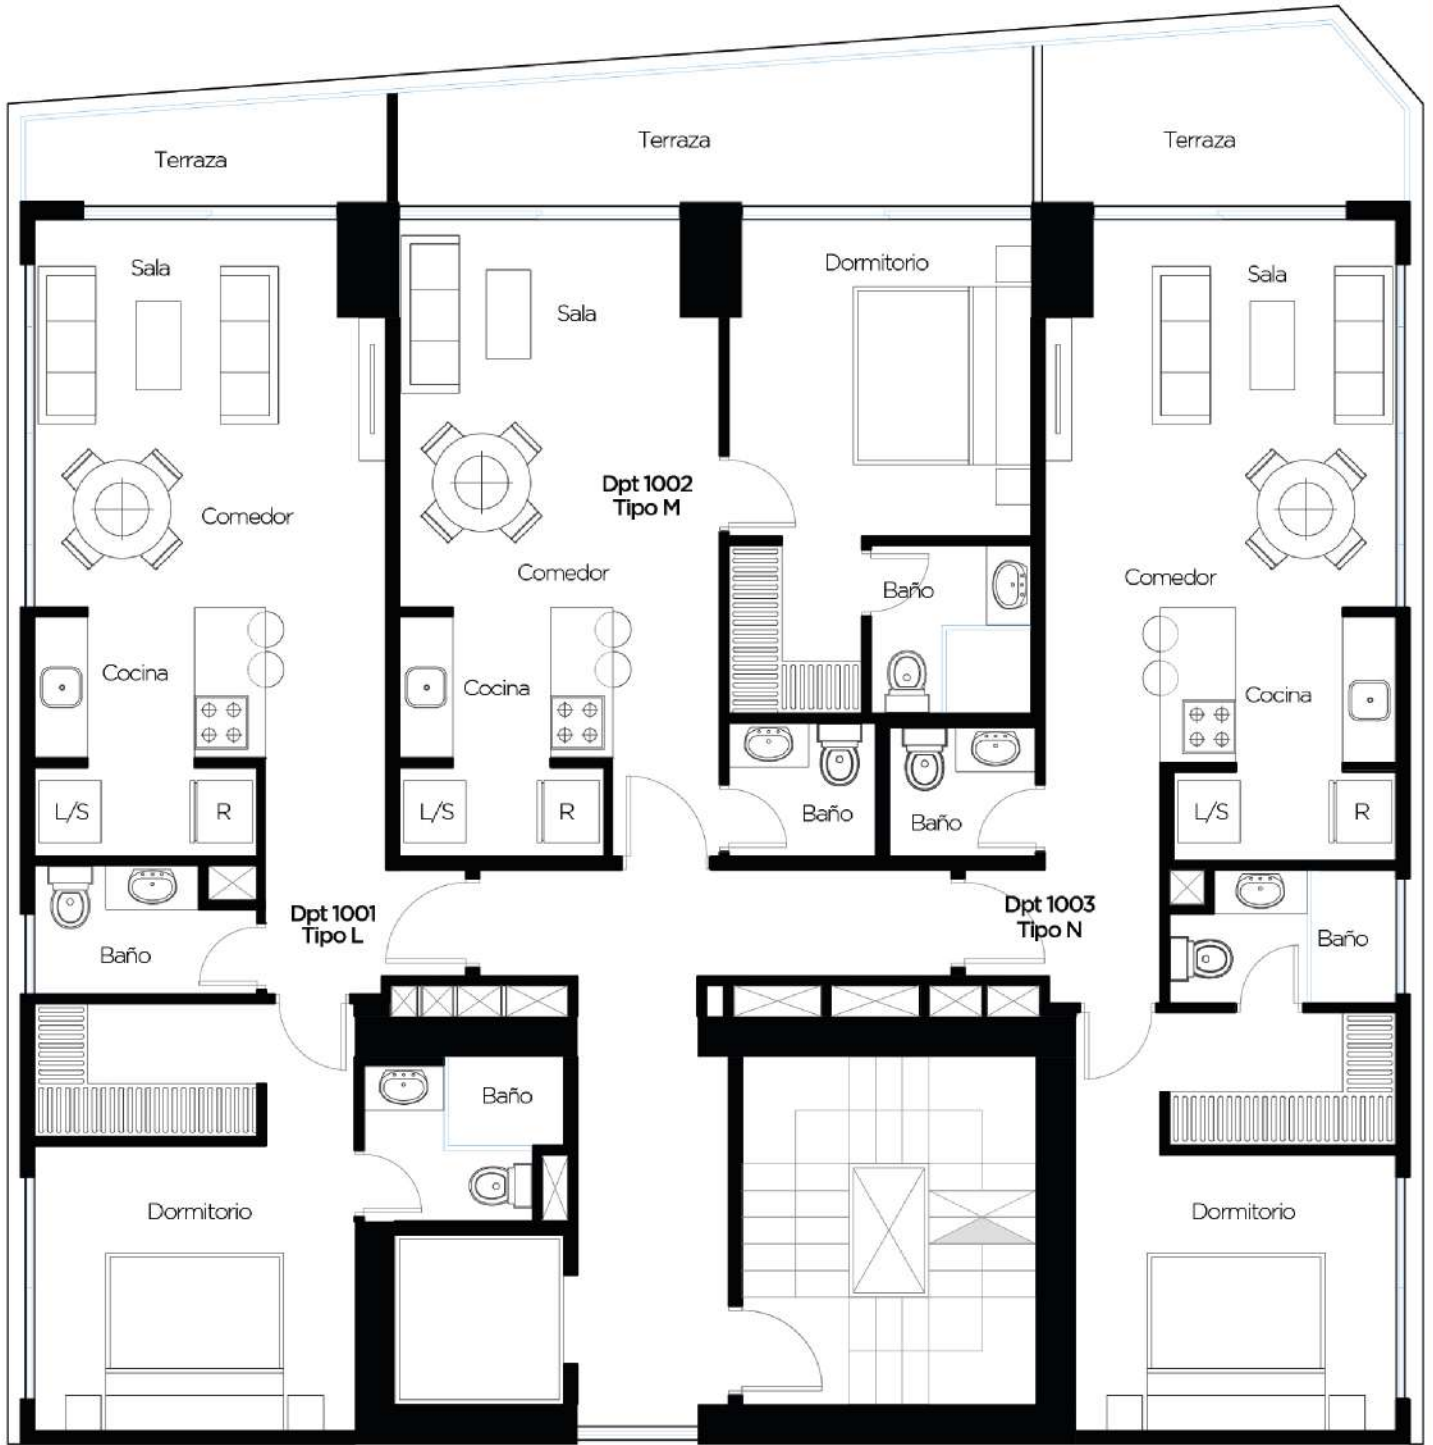 Terraza
Terraza
Terraza
Sala
Sala
Dormitorio
Sala
Dpt 1002
Tipo M
Comedor
Comedor
Comedor
Baño
Cocina
Cocina
Cocina
L/S
R
L/S
R
Baño
Baño
L/S
R
Dpt 1001
Tipo L
Dpt 1003
Tipo N
Baño
Baño
Baño
Dormitorio
Dormitorio